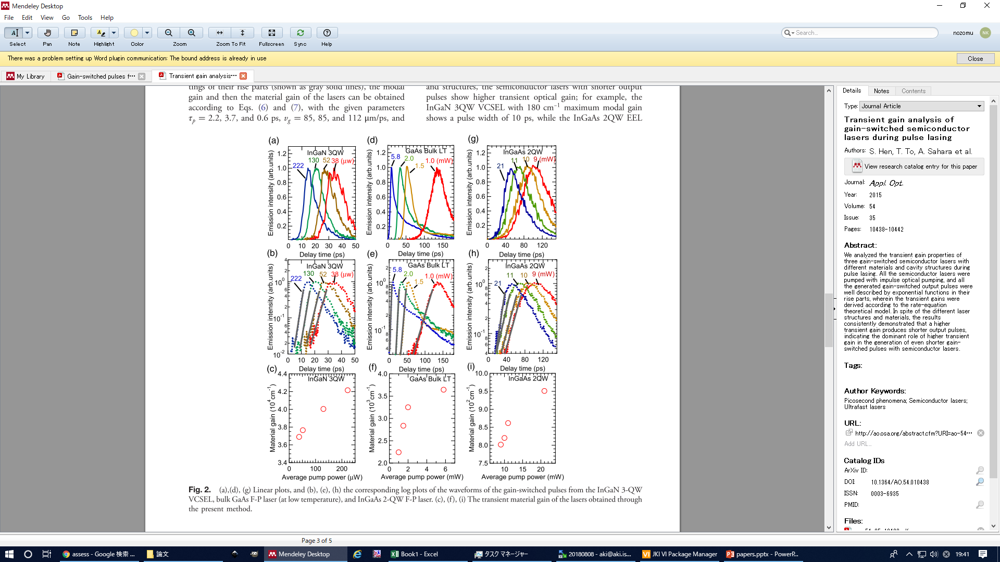 Mendeley Desktop
File Edit View Go Tools Help
Select Pan Note Highlight Color Zoom Zoom To Fit Fullscreen Sync Help
Search...
nozomu NK
There was a problem setting up Word plugin communication: The bound address is already in use
Close
My Library Gain-switched pulses f… Transient gain analysis…
tings of their rise parts (shown as gray solid lines), the modal
gain and then the material gain of the lasers can be obtained
according to Eqs. (6) and (7), with the given parameters
τp = 2.2, 3.7, and 0.6 ps, vg = 85, 85, and 112 μm/ps, and
and structures, the semiconductor lasers with shorter output
pulses show higher transient optical gain; for example, the
InGaN 3QW VCSEL with 180 cm⁻¹ maximum modal gain
shows a pulse width of 10 ps, while the InGaAs 2QW EEL
(a)
InGaN 3QW
222 130 52 38 (μw)
Emission intensity (arb.units)
1.2
1.0
0.8
0.6
0.4
0.2
0 10 20 30 40 50
Delay time (ps)
(d)
GaAs Bulk LT
5.8 2.0 1.5 1.0 (mW)
Emission intensity (arb.units)
1.2
1.0
0.8
0.6
0.4
0.2
0 50 100 150
Delay time (ps)
(g)
InGaAs 2QW
21 11 10 9 (mW)
Emission intensity (arb.units)
1.2
1.0
0.8
0.6
0.4
0.2
0 40 80 120
Delay time (ps)
(b)
InGaN 3QW
222 130 52 38 (μw)
Emission intensity (arb.units)
4
2
10⁰
6
4
2
10⁻¹
6
4
2
10⁻²
0 10 20 30 40 50
Delay time (ps)
(e)
GaAs Bulk LT
5.8 2.0 1.5 1.0 (mW)
Emission intensity (arb.units)
2
10⁰
8
6
4
2
10⁻¹
8
6
4
0 50 100 150
Delay time (ps)
(h)
InGaAs 2QW
21 11 10 9 (mW)
Emission intensity (arb.units)
2
10⁰
8
6
4
2
10⁻¹
8
6
4
0 40 80 120
Delay time (ps)
(c)
InGaN 3QW
Material gain (10⁴cm⁻¹)
4.4
4.2
4.0
3.8
3.6
3.4
0 100 200
Average pump power (μW)
(f)
GaAs Bulk LT
Material gain (10³cm⁻¹)
4.0
3.5
3.0
2.5
2.0
0 2 4 6
Average pump power (mW)
(i)
InGaAs 2QW
Material gain (10²cm⁻¹)
10.0
9.5
9.0
8.5
8.0
7.5
10 15 20
Average pump power (mW)
Fig. 2. (a),(d), (g) Linear plots, and (b), (e), (h) the corresponding log plots of the waveforms of the gain-switched pulses from the InGaN 3-QW
VCSEL, bulk GaAs F-P laser (at low temperature), and InGaAs 2-QW F-P laser. (c), (f), (i) The transient material gain of the lasers obtained through
the present method.
Page 3 of 5
Details Notes Contents
Type: Journal Article
Transient gain analysis of
gain-switched semiconductor
lasers during pulse lasing
Authors: S. Hen, T. To, A. Sahara et al.
View research catalog entry for this paper
Journal: Appl. Opt.
Year: 2015
Volume: 54
Issue: 35
Pages: 10438-10442
Abstract:
We analyzed the transient gain properties of
three gain-switched semiconductor lasers with
different materials and cavity structures during
pulse lasing. All the semiconductor lasers were
pumped with impulse optical pumping, and all
the generated gain-switched output pulses were
well described by exponential functions in their
rise parts, wherein the transient gains were
derived according to the rate-equation
theoretical model. In spite of the different laser
structures and materials, the results
consistently demonstrated that a higher
transient gain produces shorter output pulses,
indicating the dominant role of higher transient
gain in the generation of even shorter gain-
switched pulses with semiconductor lasers.
Tags:
Author Keywords:
Picosecond phenomena; Semiconductor lasers;
Ultrafast lasers
URL:
http://ao.osa.org/abstract.cfm?URI=ao-54-…
Add URL...
Catalog IDs
ArXiv ID:
DOI: 10.1364/AO.54.010438
ISSN: 0003-6935
PMID:
Files:
assess - Google 検索 ... 論文 Mendeley Desktop Book1 - Excel タスク マネージャー 20180808 - aki@aki.is... JKI VI Package Manager papers.pptx - PowerP... 19:41